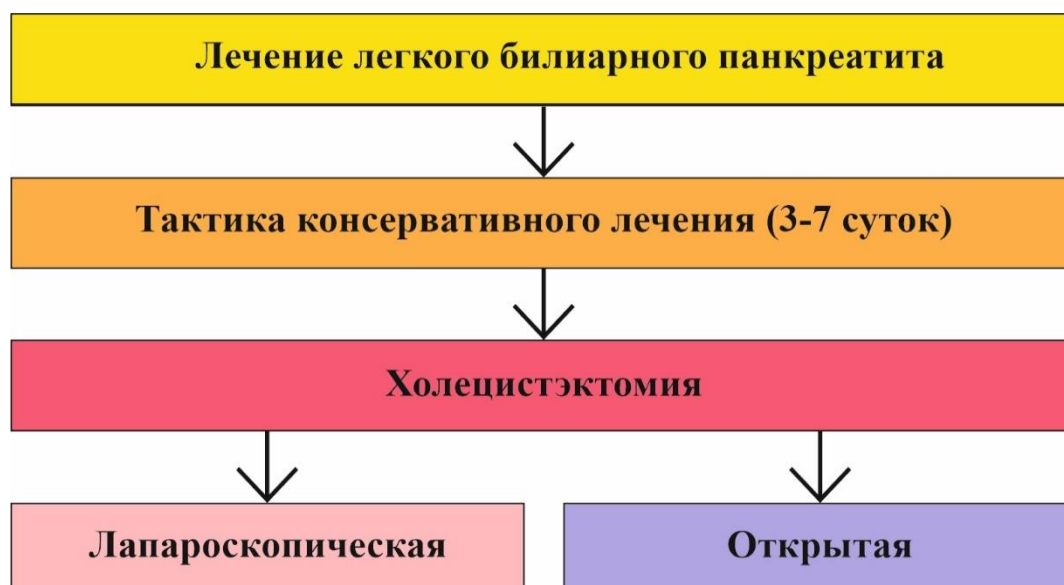 Лечение легкого билиарного панкреатита
Тактика консервативного лечения (3-7 суток)
Холецистэктомия
Лапароскопическая
Открытая